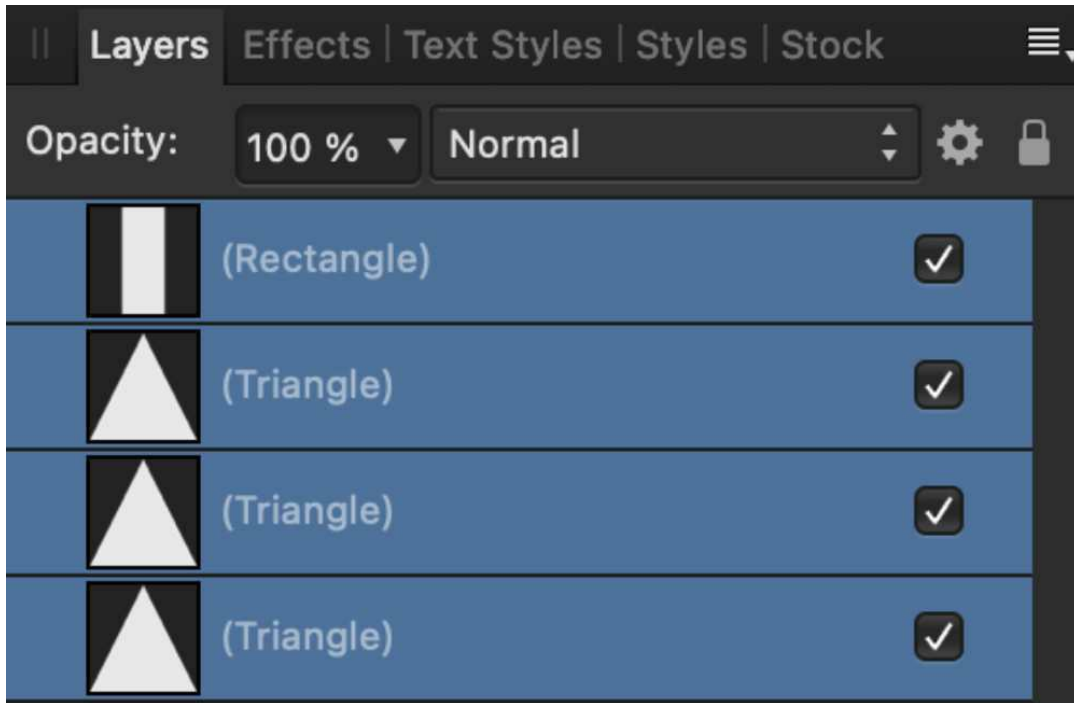 Layers Effects | Text Styles | Styles | Stock
Opacity: 100 % Normal
(Rectangle)
(Triangle)
(Triangle)
(Triangle)